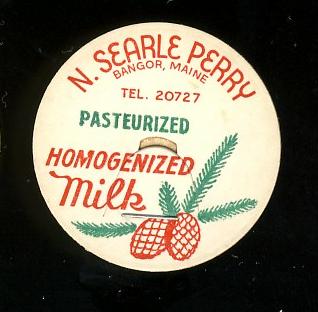 N. SEARLE PERRY
BANGOR, MAINE
TEL. 20727
PASTEURIZED
HOMOGENIZED
Milk